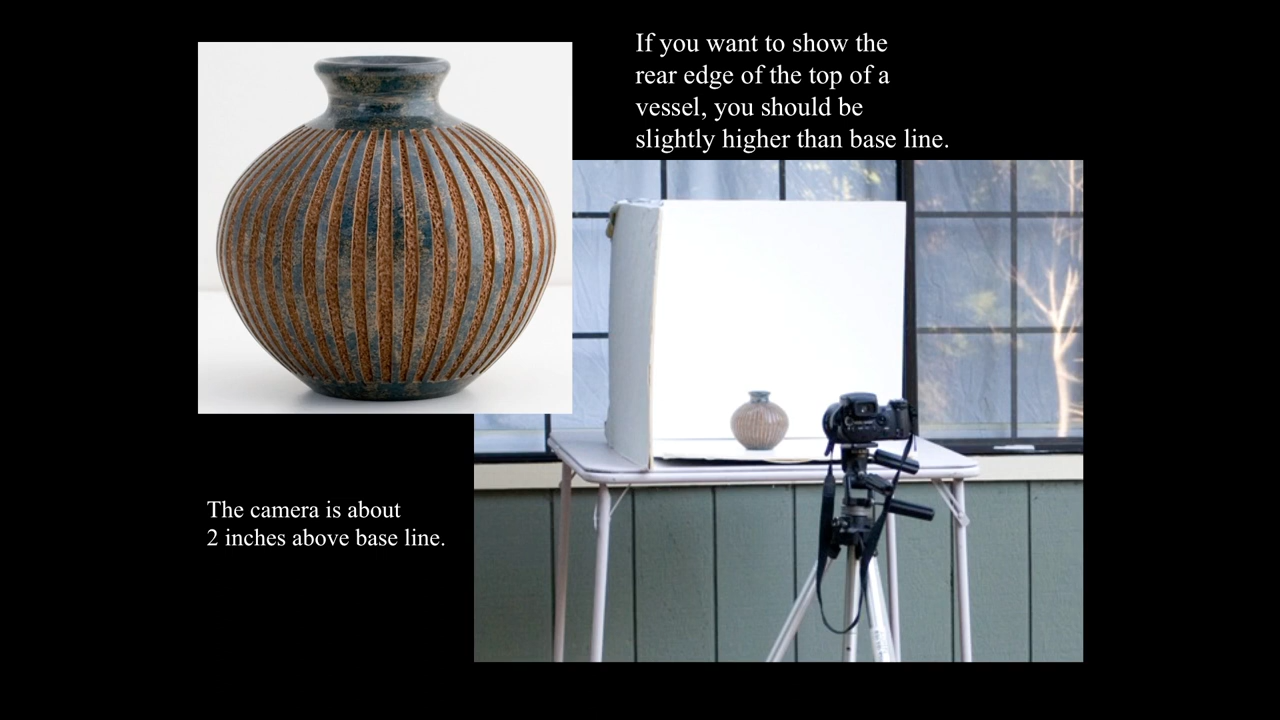 If you want to show the
rear edge of the top of a
vessel, you should be
slightly higher than base line.
The camera is about
2 inches above base line.